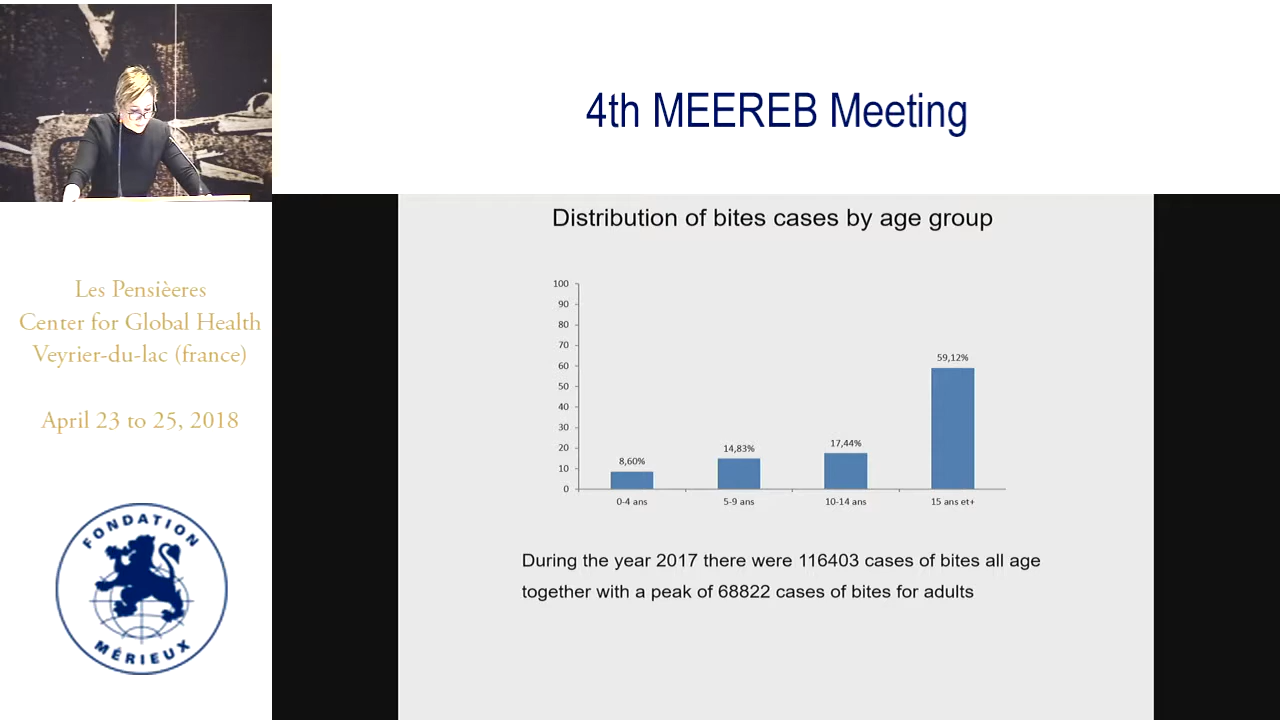 4th MEEREB Meeting
Les Pensièeres
Center for Global Health
Veyrier-du-lac (france)
April 23 to 25, 2018
FONDATION
MÉRIEUX
Distribution of bites cases by age group
100
90
80
70
60
50
40
30
20
10
0
8,60%
14,83%
17,44%
59,12%
0-4 ans
5-9 ans
10-14 ans
15 ans et+
During the year 2017 there were 116403 cases of bites all age
together with a peak of 68822 cases of bites for adults